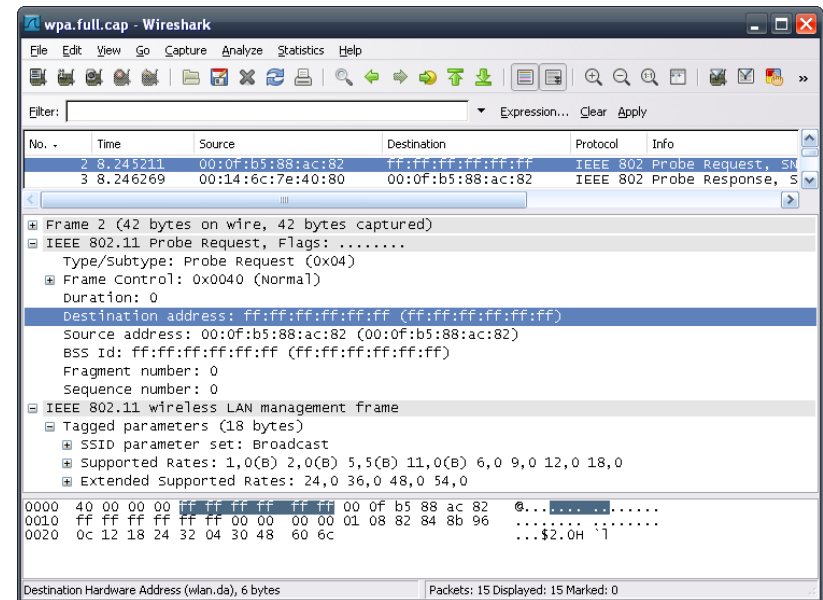 wpa.full.cap - Wireshark
File Edit View Go Capture Analyze Statistics Help
»
Filter: Expression... Clear Apply
No. - Time Source Destination Protocol Info
2 8.245211 00:0f:b5:88:ac:82 ff:ff:ff:ff:ff:ff IEEE 802 Probe Request, SN
3 8.246269 00:14:6c:7e:40:80 00:0f:b5:88:ac:82 IEEE 802 Probe Response, S
Frame 2 (42 bytes on wire, 42 bytes captured)
IEEE 802.11 Probe Request, Flags: ........
Type/Subtype: Probe Request (0x04)
Frame Control: 0x0040 (Normal)
Duration: 0
Destination address: ff:ff:ff:ff:ff:ff (ff:ff:ff:ff:ff:ff)
Source address: 00:0f:b5:88:ac:82 (00:0f:b5:88:ac:82)
BSS Id: ff:ff:ff:ff:ff:ff (ff:ff:ff:ff:ff:ff)
Fragment number: 0
Sequence number: 0
IEEE 802.11 wireless LAN management frame
Tagged parameters (18 bytes)
SSID parameter set: Broadcast
Supported Rates: 1,0(B) 2,0(B) 5,5(B) 11,0(B) 6,0 9,0 12,0 18,0
Extended Supported Rates: 24,0 36,0 48,0 54,0
0000 40 00 00 00 ff ff ff ff ff ff 00 0f b5 88 ac 82 @....... ........
0010 ff ff ff ff ff ff 00 00 00 00 01 08 82 84 8b 96 ........ ........
0020 0c 12 18 24 32 04 30 48 60 6c ...$2.0H `l
Destination Hardware Address (wlan.da), 6 bytes Packets: 15 Displayed: 15 Marked: 0